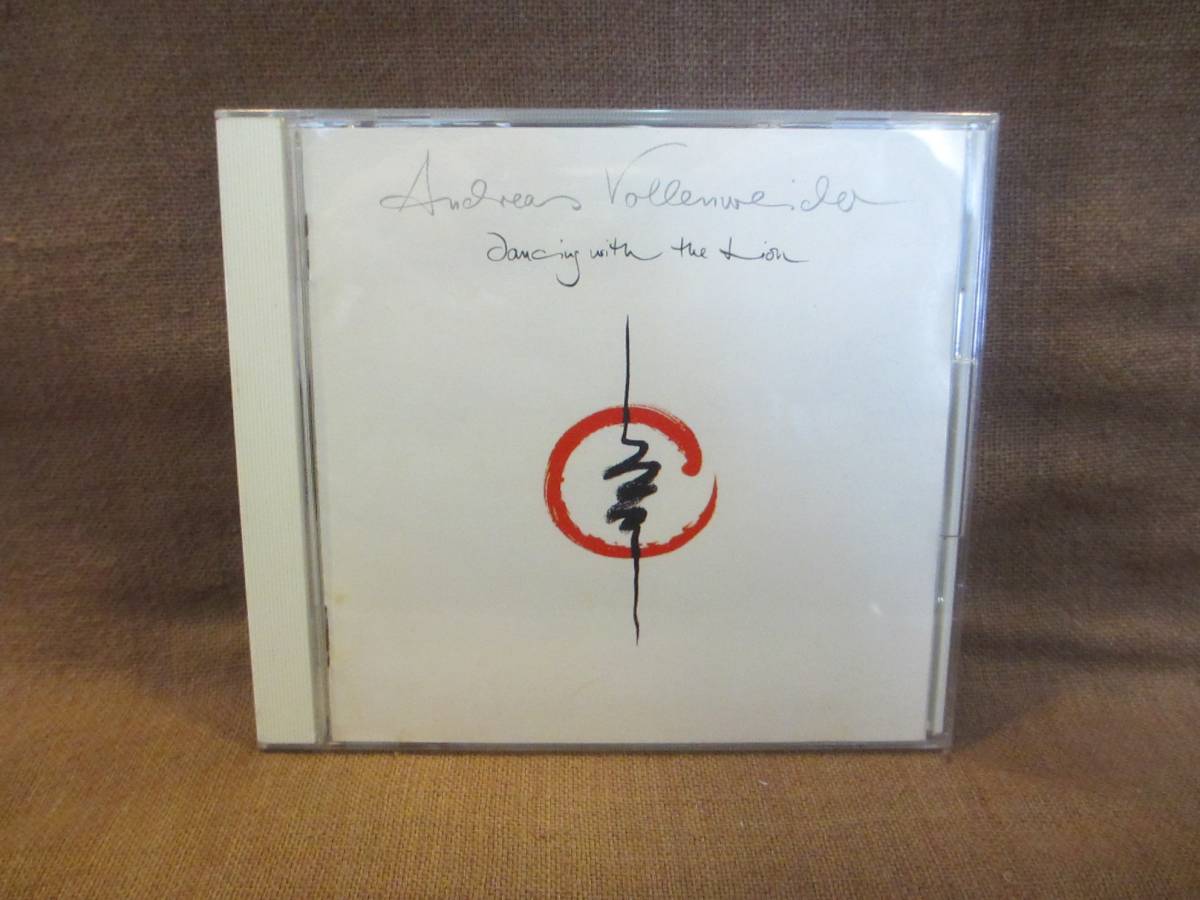 Andreas Vollenweider
dancing with the Lion